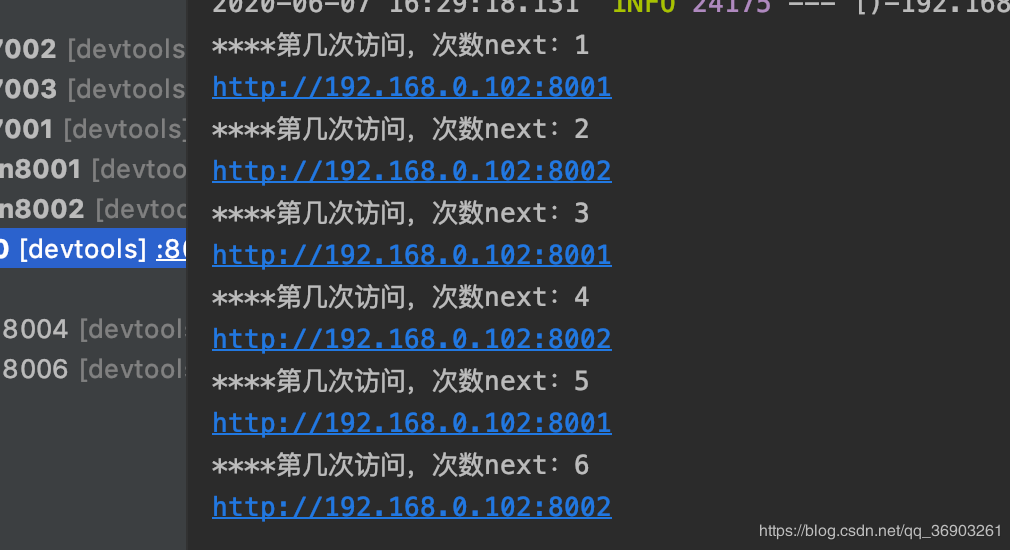 2020-06-07 16:29:18.131 INFO 24175 --- [)-192.168
7002 [devtools
7003 [devtools
7001 [devtools]
n8001 [devtoo
n8002 [devtoo
0 [devtools] :80
8004 [devtools
8006 [devtool
****第几次访问，次数next：1
http://192.168.0.102:8001
****第几次访问，次数next：2
http://192.168.0.102:8002
****第几次访问，次数next：3
http://192.168.0.102:8001
****第几次访问，次数next：4
http://192.168.0.102:8002
****第几次访问，次数next：5
http://192.168.0.102:8001
****第几次访问，次数next：6
http://192.168.0.102:8002
https://blog.csdn.net/qq_36903261